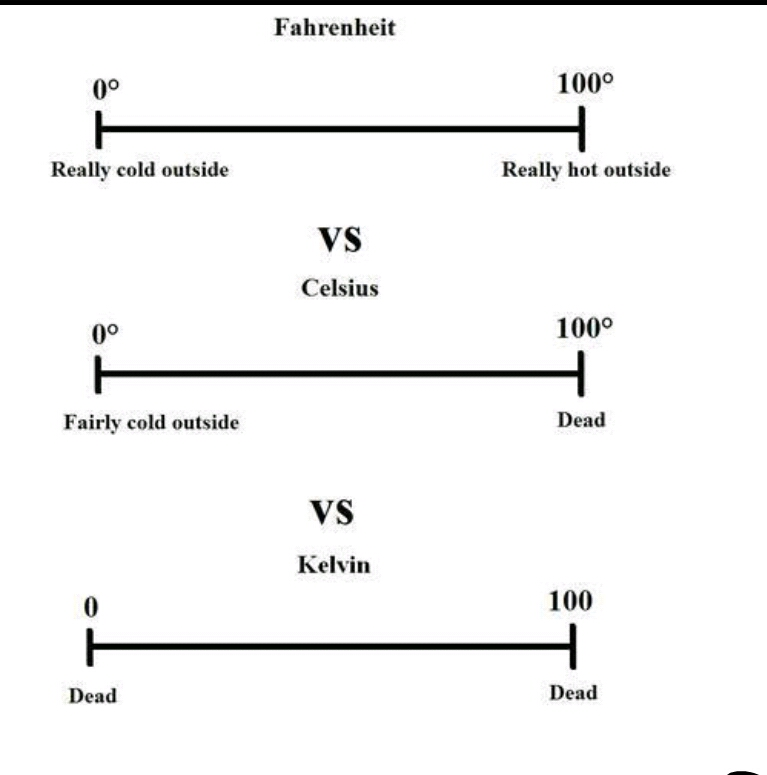 Fahrenheit
0° 100°
Really cold outside Really hot outside
vs
Celsius
0° 100°
Fairly cold outside Dead
vs
Kelvin
0 100
Dead Dead